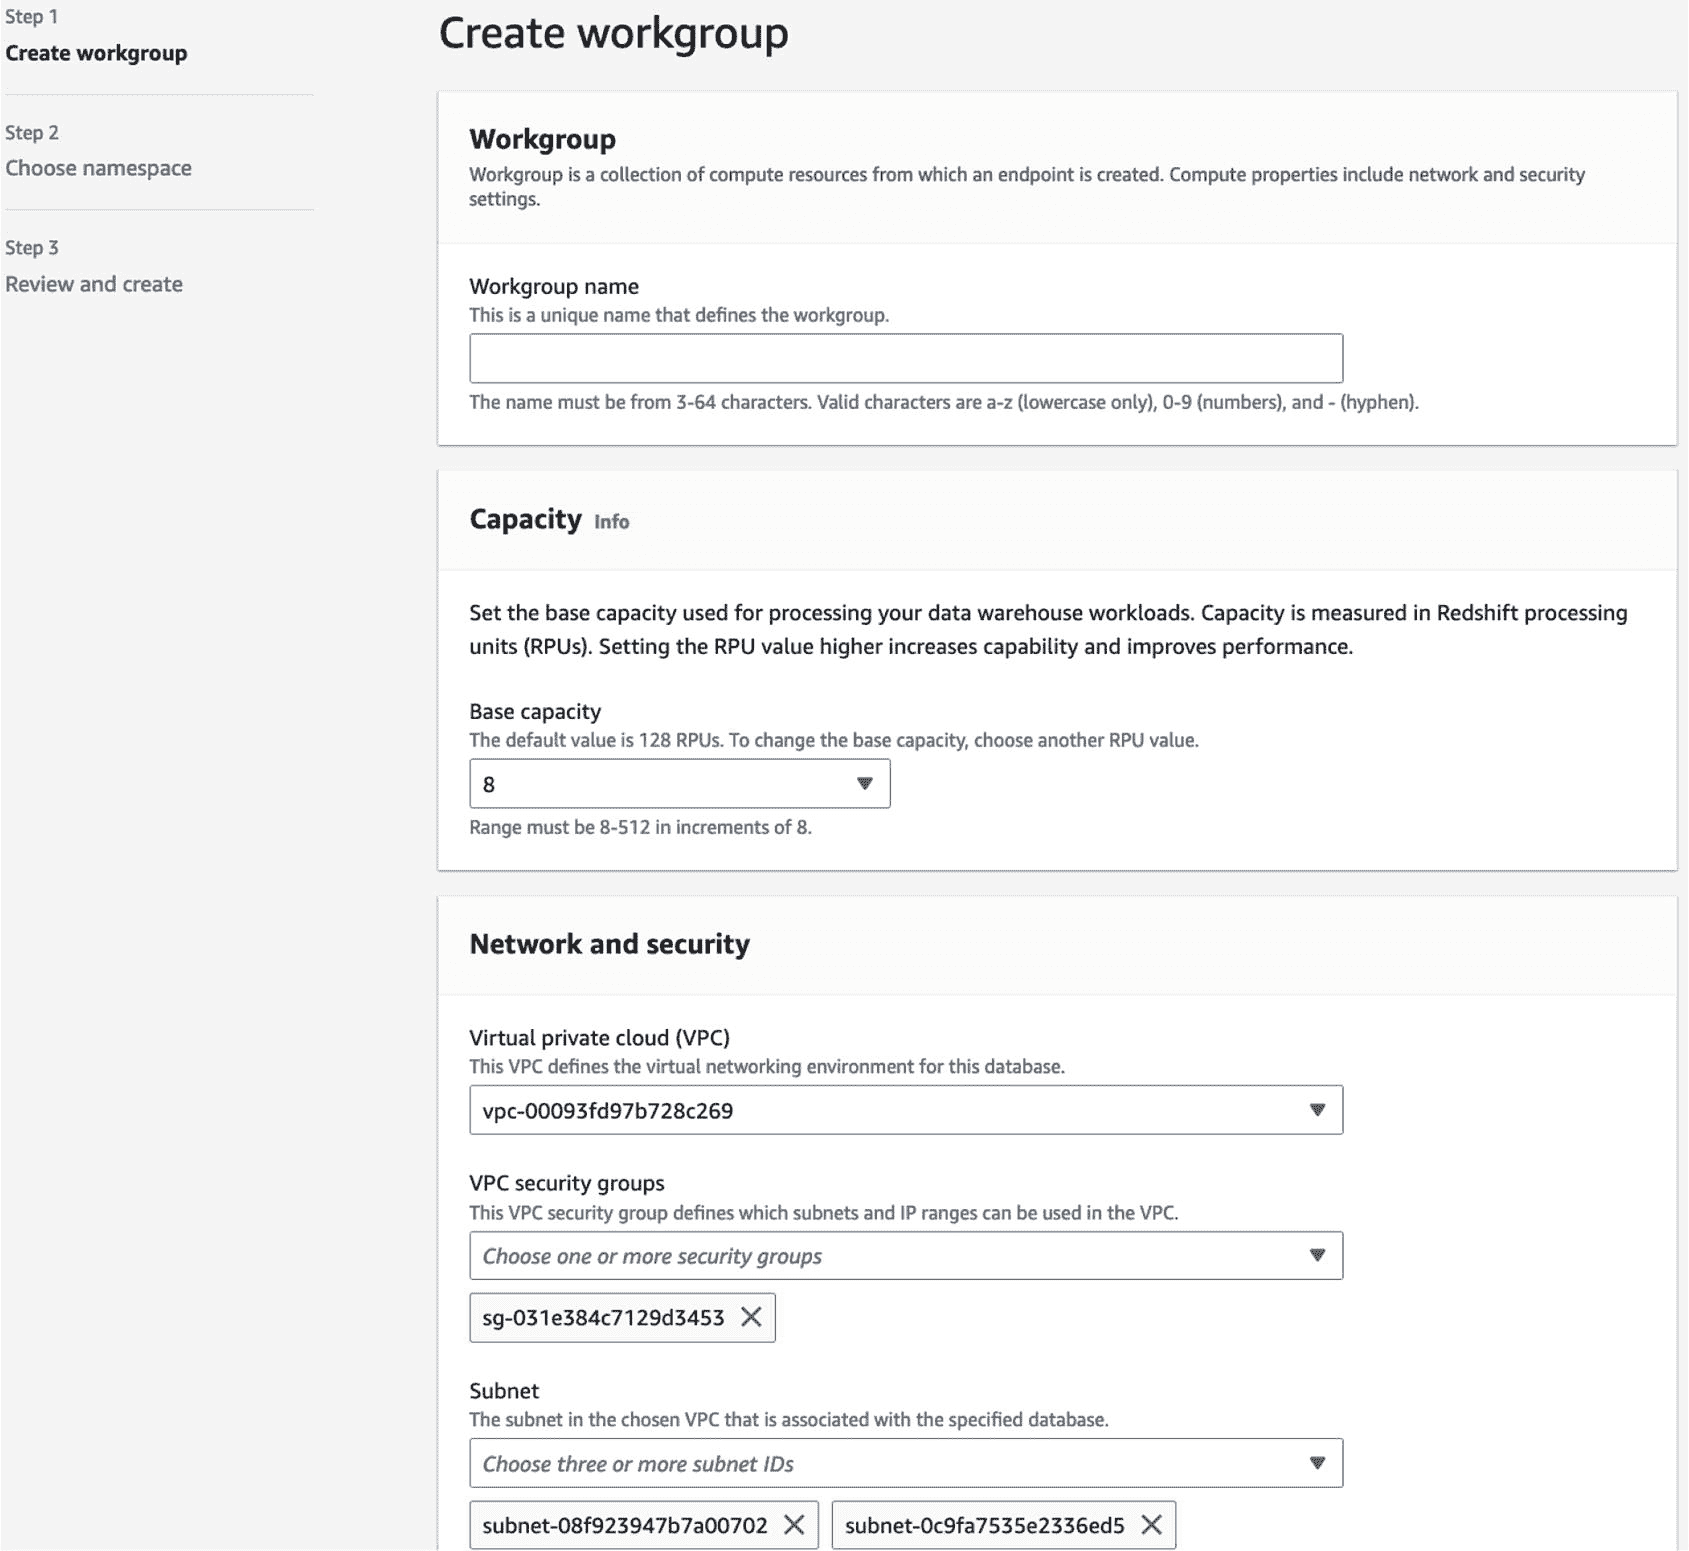 Step 1
Create workgroup
Step 2
Choose namespace
Step 3
Review and create
Create workgroup
Workgroup
Workgroup is a collection of compute resources from which an endpoint is created. Compute properties include network and security
settings.
Workgroup name
This is a unique name that defines the workgroup.
The name must be from 3-64 characters. Valid characters are a-z (lowercase only), 0-9 (numbers), and - (hyphen).
Capacity Info
Set the base capacity used for processing your data warehouse workloads. Capacity is measured in Redshift processing
units (RPUs). Setting the RPU value higher increases capability and improves performance.
Base capacity
The default value is 128 RPUs. To change the base capacity, choose another RPU value.
8
Range must be 8-512 in increments of 8.
Network and security
Virtual private cloud (VPC)
This VPC defines the virtual networking environment for this database.
vpc-00093fd97b728c269
VPC security groups
This VPC security group defines which subnets and IP ranges can be used in the VPC.
Choose one or more security groups
sg-031e384c7129d3453
Subnet
The subnet in the chosen VPC that is associated with the specified database.
Choose three or more subnet IDs
subnet-08f923947b7a00702 subnet-0c9fa7535e2336ed5